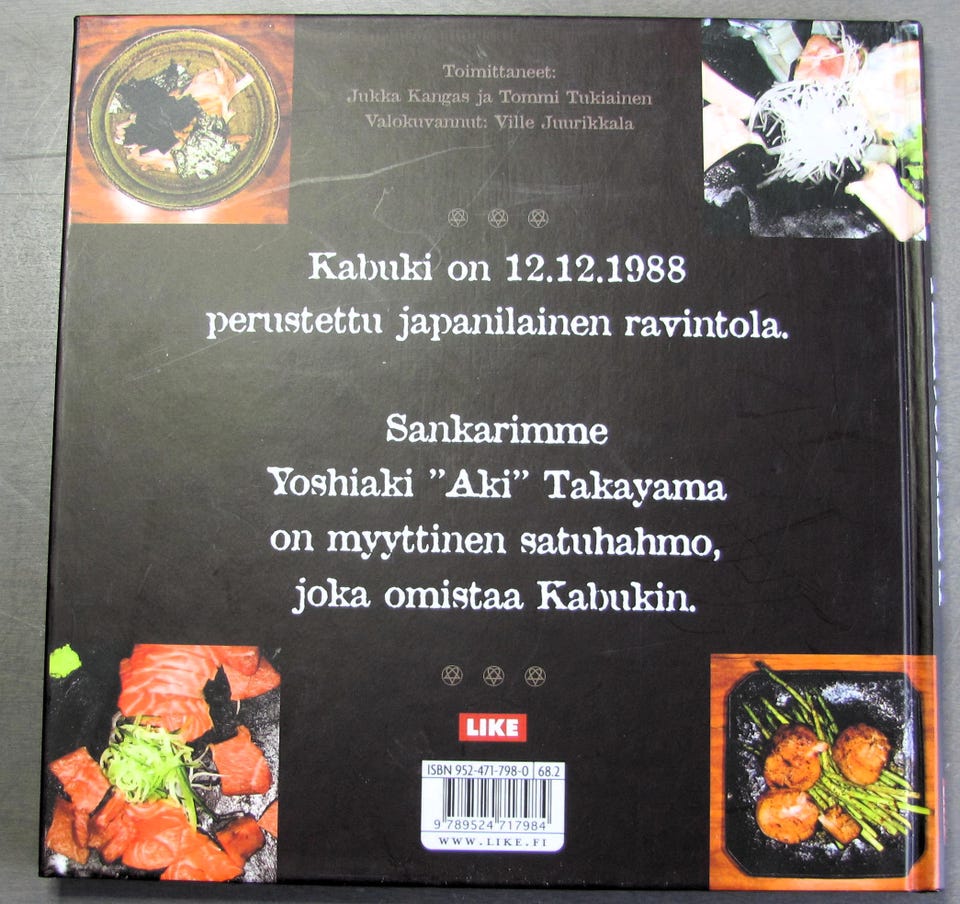 Toimittaneet:
Jukka Kangas ja Tommi Tukiainen
Valokuvannut: Ville Juurikkala
Kabuki on 12.12.1988
perustettu japanilainen ravintola.
Sankarimme
Yoshiaki ”Aki” Takayama
on myyttinen satuhahmo,
joka omistaa Kabukin.
LIKE
ISBN 952-471-798-0 68.2
9 789524 717984
WWW.LIKE.FI